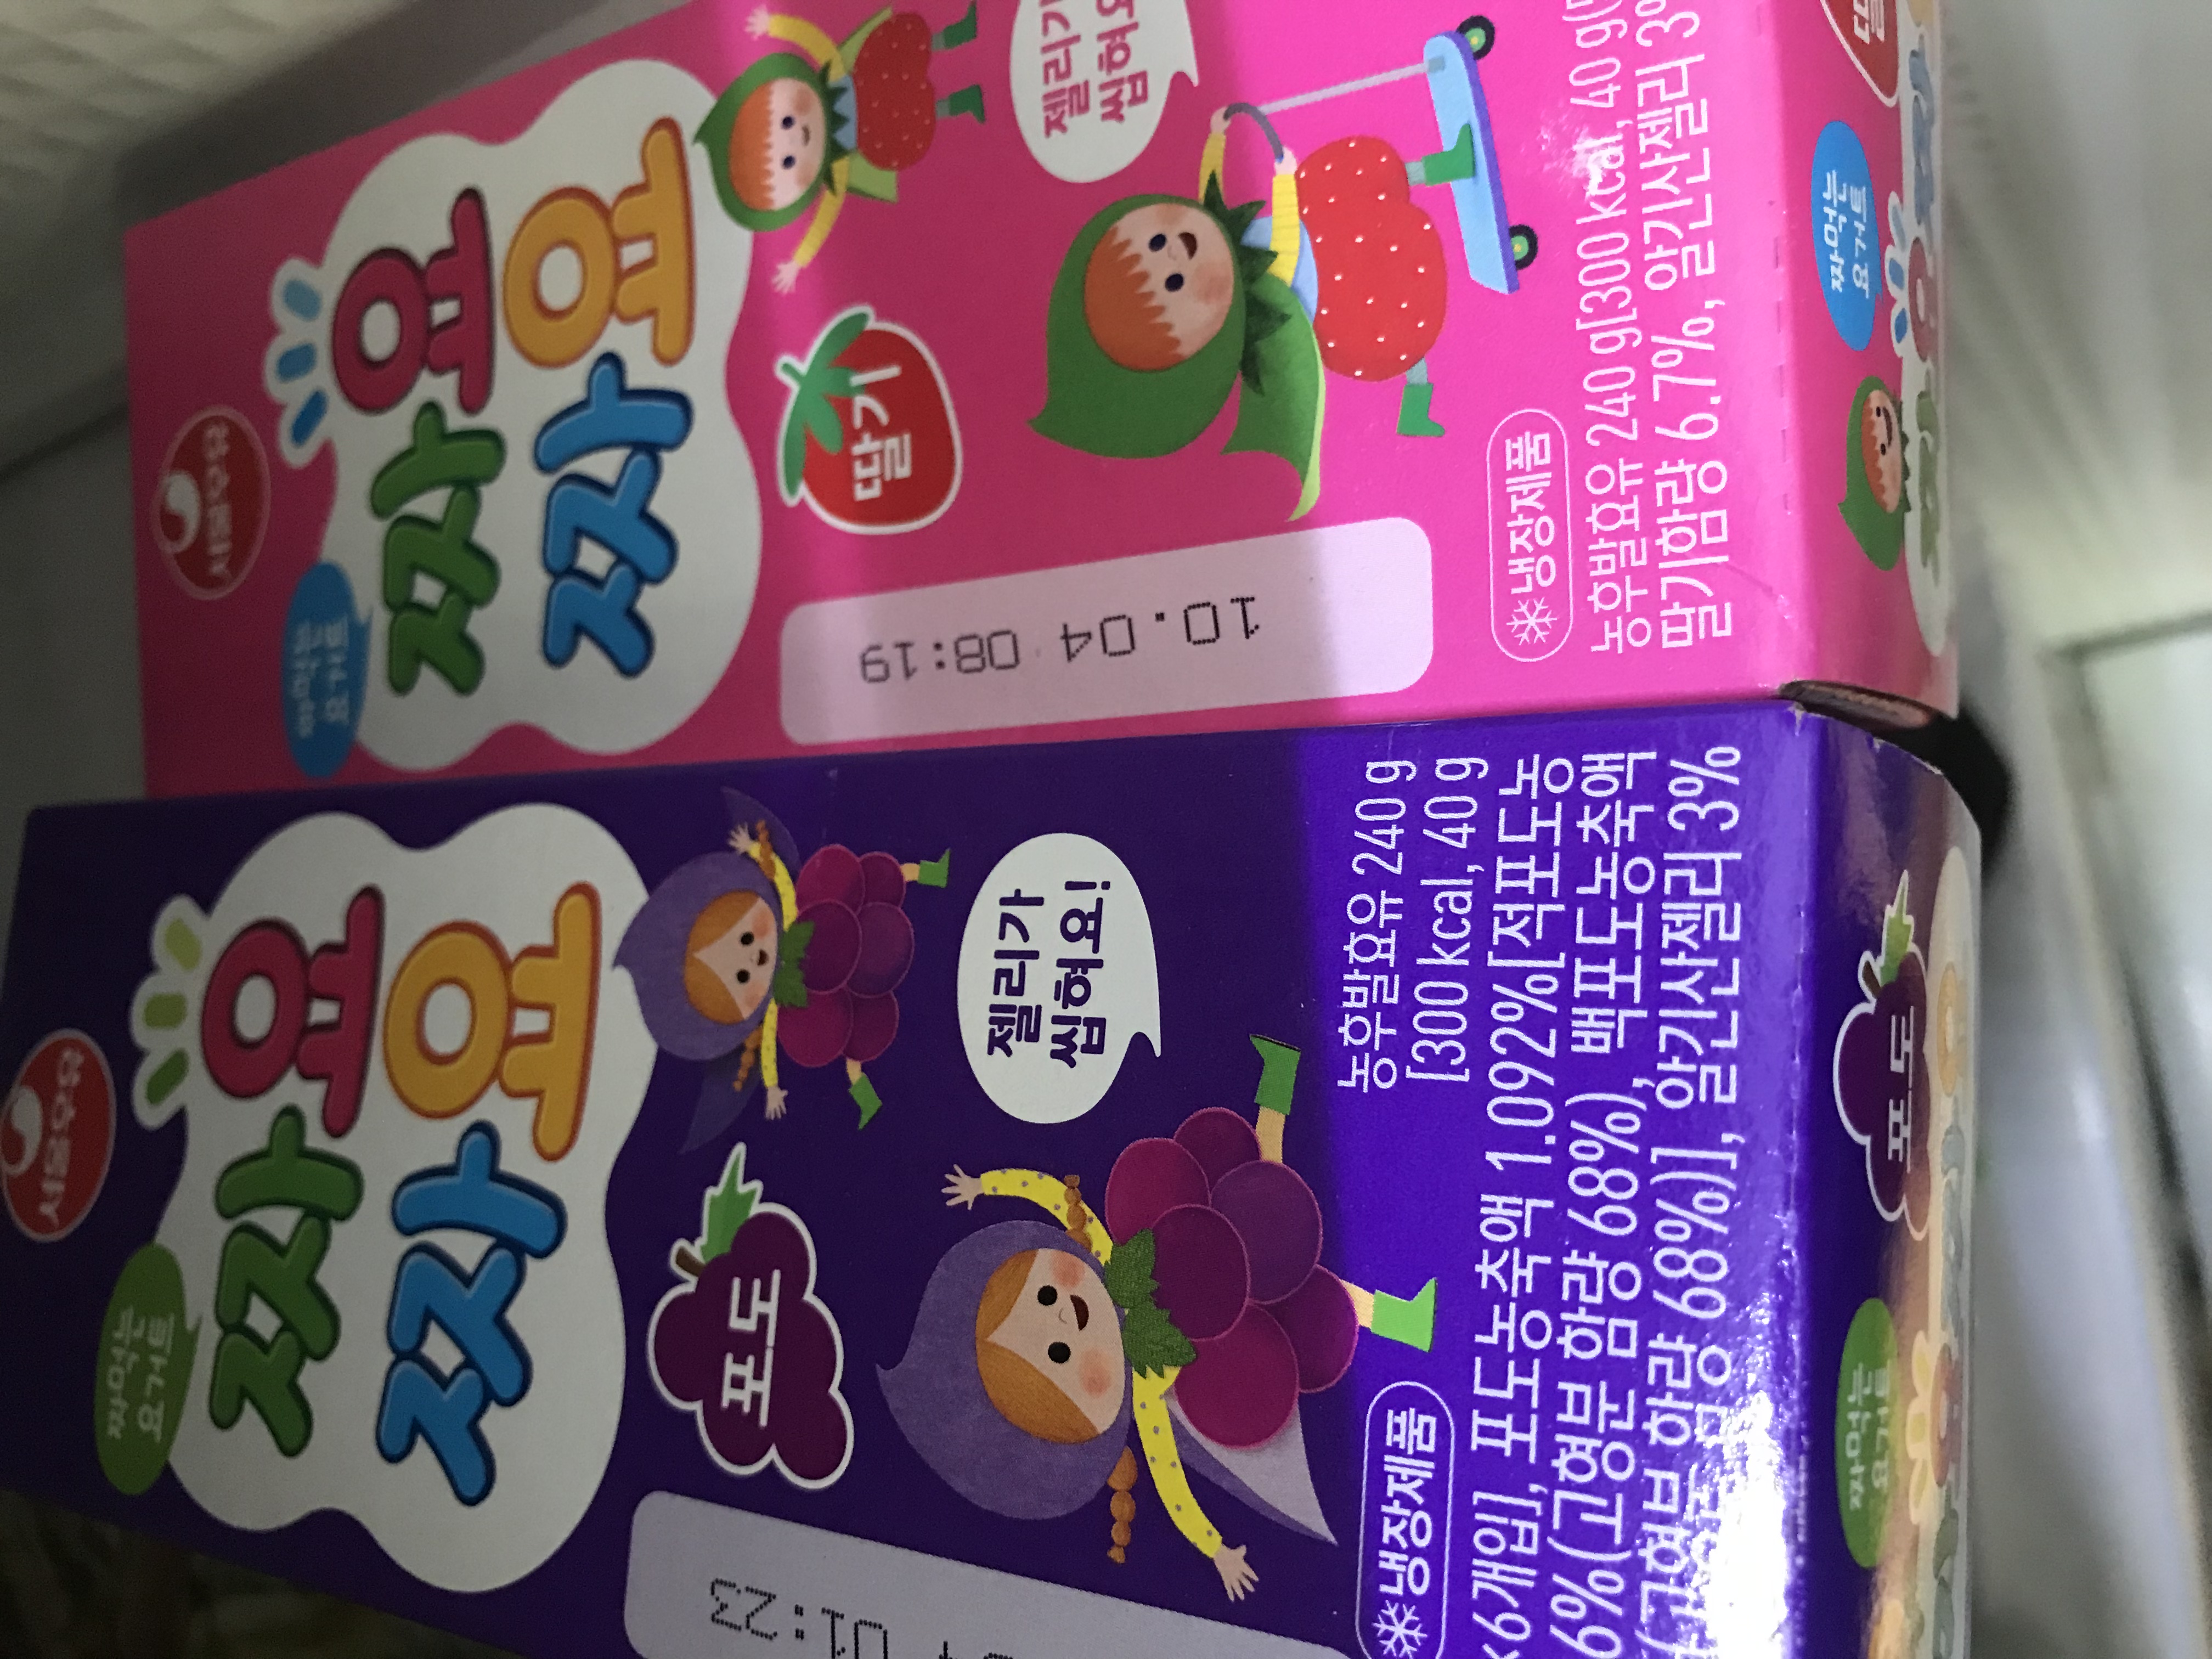 서울우유
짜먹는
요거트
짜요
짜요
딸기
젤리가
씹혀요
10.04 08:19
냉장제품
농후발효유 240 g[300 kcal, 40 g
딸기함량 6.7%, 알긴산젤리 3%
짜먹는
요거트
서울우유
짜먹는
요거트
짜요
짜요
포도
젤리가
씹혀요!
01:23
냉장제품
농후발효유 240 g
[300 kcal, 40 g
6개입], 포도농축액 1.092%[적포도농
6%(고형분 함량 68%), 백포도농축액
(고형분 함량 68%)], 알긴산젤리 3%
포도
짜먹는
요거트